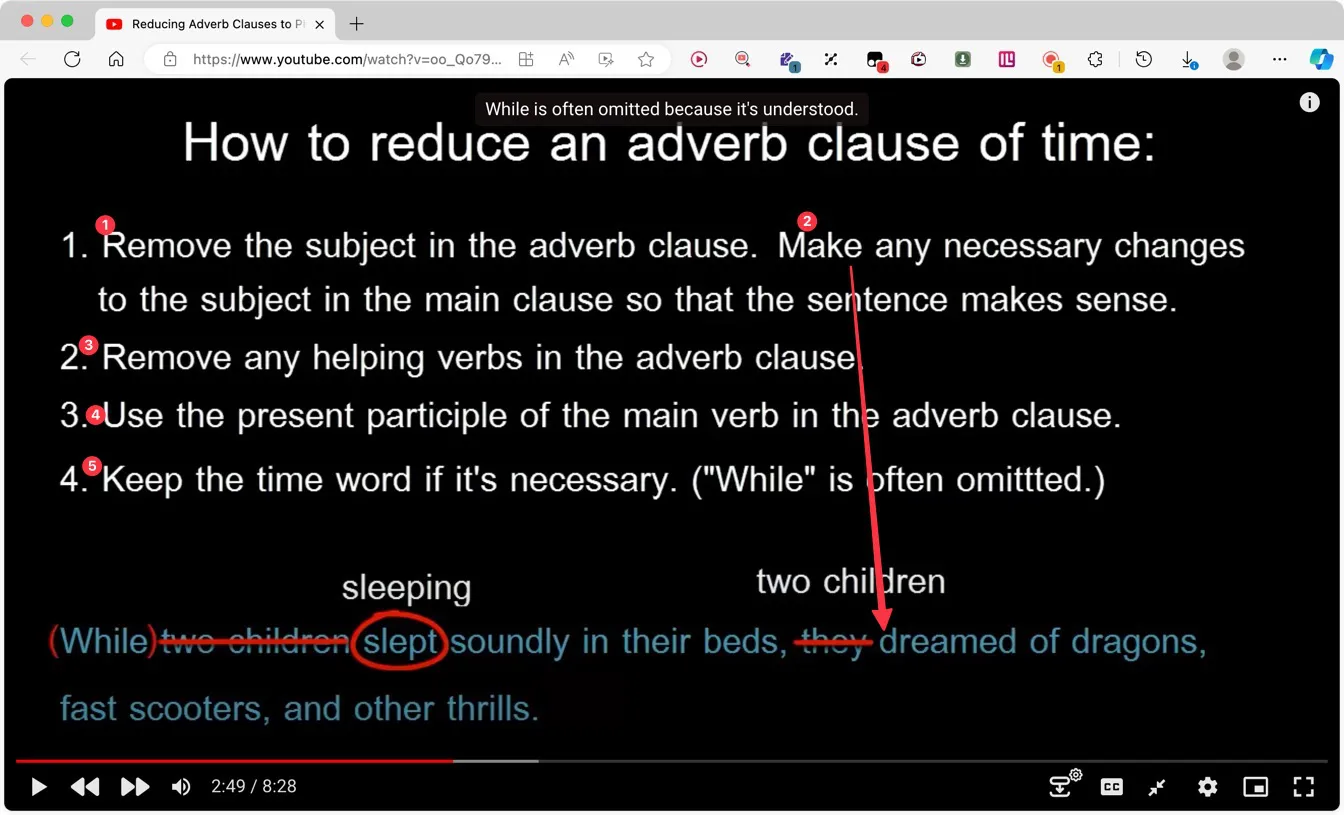 Reducing Adverb Clauses to P
https://www.youtube.com/watch?v=oo_Qo79...
1
4
1
While is often omitted because it's understood.
How to reduce an adverb clause of time:
1
2
1. Remove the subject in the adverb clause. Make any necessary changes
to the subject in the main clause so that the sentence makes sense.
3
2. Remove any helping verbs in the adverb clause.
4
3. Use the present participle of the main verb in the adverb clause.
5
4. Keep the time word if it's necessary. ("While" is often omittted.)
sleeping two children
(While) two children slept soundly in their beds, they dreamed of dragons,
fast scooters, and other thrills.
2:49 / 8:28
CC